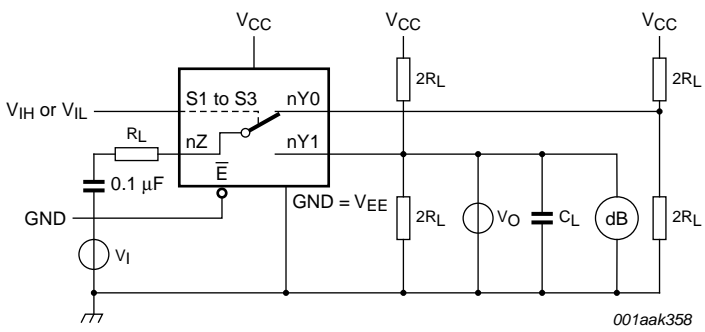 VCC
VCC
VCC
2RL
2RL
S1 to S3
nY0
VIH or VIL
RL
nZ
nY1
E
0.1 μF
GND = VEE
GND
2RL
VO
CL
dB
2RL
VI
001aak358